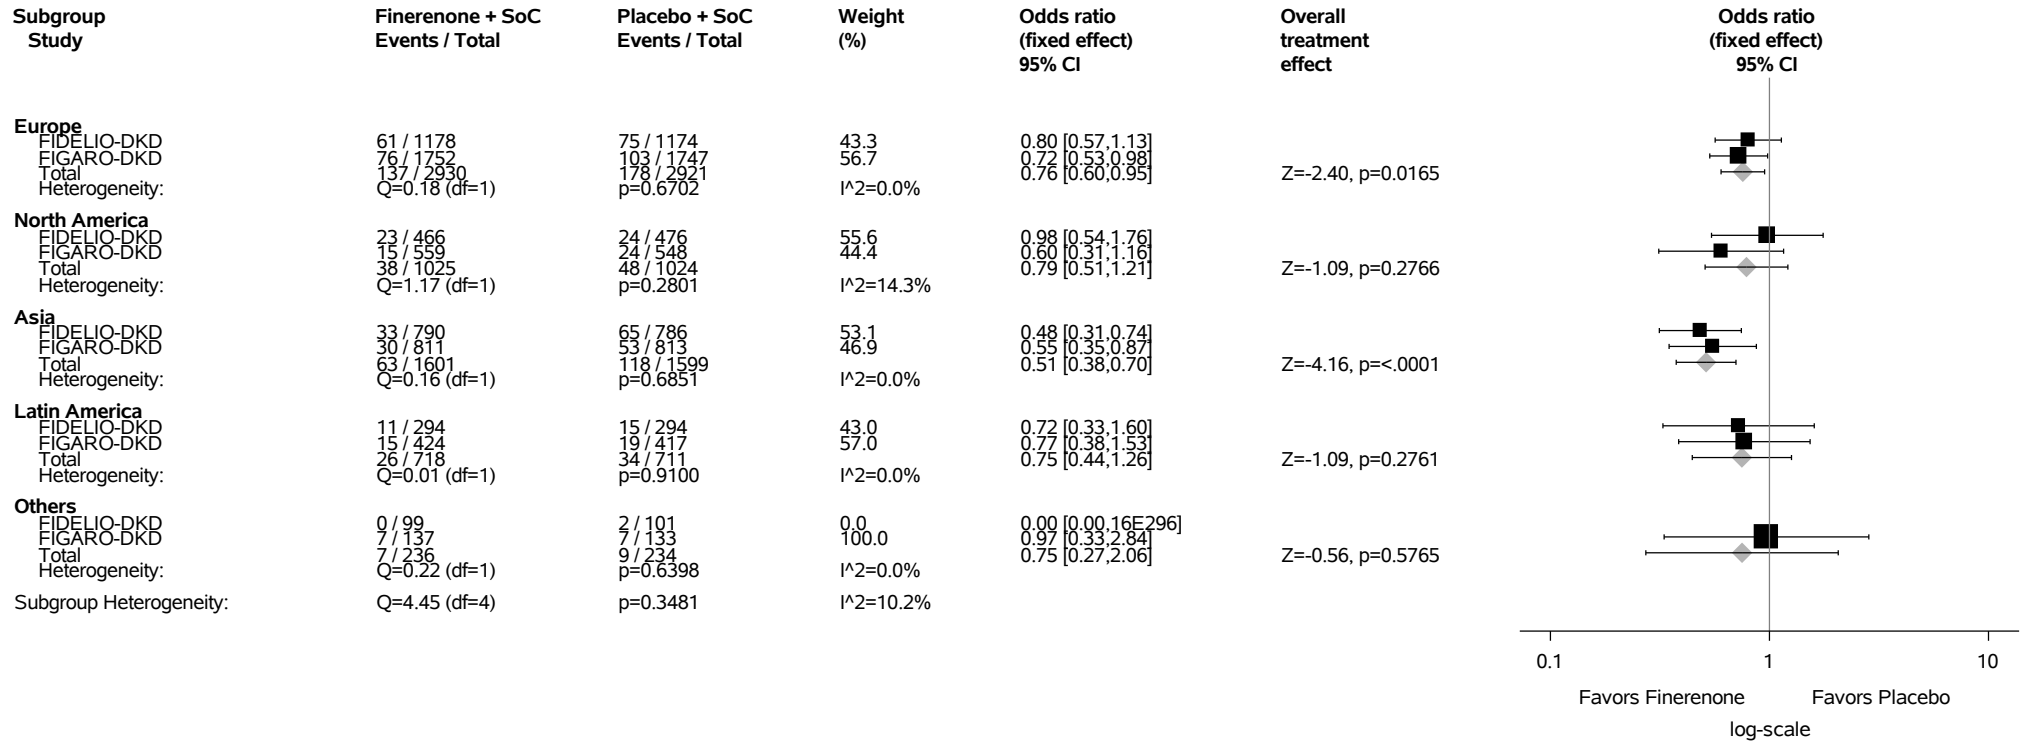 Subgroup Finerenone + SoC Placebo + SoC Weight Odds ratio Overall Odds ratio
Study Events / Total Events / Total (%) (fixed effect) treatment (fixed effect)
95% CI effect 95% CI
Europe
FIDELIO-DKD 61 / 1178 75 / 1174 43.3 0.80 [0.57,1.13]
FIGARO-DKD 76 / 1752 103 / 1747 56.7 0.72 [0.53,0.98]
Total 137 / 2930 178 / 2921 0.76 [0.60,0.95] Z=-2.40, p=0.0165
Heterogeneity: Q=0.18 (df=1) p=0.6702 I^2=0.0%
North America
FIDELIO-DKD 23 / 466 24 / 476 55.6 0.98 [0.54,1.76]
FIGARO-DKD 15 / 559 24 / 548 44.4 0.60 [0.31,1.16]
Total 38 / 1025 48 / 1024 0.79 [0.51,1.21] Z=-1.09, p=0.2766
Heterogeneity: Q=1.17 (df=1) p=0.2801 I^2=14.3%
Asia
FIDELIO-DKD 33 / 790 65 / 786 53.1 0.48 [0.31,0.74]
FIGARO-DKD 30 / 811 53 / 813 46.9 0.55 [0.35,0.87]
Total 63 / 1601 118 / 1599 0.51 [0.38,0.70] Z=-4.16, p=<.0001
Heterogeneity: Q=0.16 (df=1) p=0.6851 I^2=0.0%
Latin America
FIDELIO-DKD 11 / 294 15 / 294 43.0 0.72 [0.33,1.60]
FIGARO-DKD 15 / 424 19 / 417 57.0 0.77 [0.38,1.53]
Total 26 / 718 34 / 711 0.75 [0.44,1.26] Z=-1.09, p=0.2761
Heterogeneity: Q=0.01 (df=1) p=0.9100 I^2=0.0%
Others
FIDELIO-DKD 0 / 99 2 / 101 0.0 0.00 [0.00,16E296]
FIGARO-DKD 7 / 137 7 / 133 100.0 0.97 [0.33,2.84]
Total 7 / 236 9 / 234 0.75 [0.27,2.06] Z=-0.56, p=0.5765
Heterogeneity: Q=0.22 (df=1) p=0.6398 I^2=0.0%
Subgroup Heterogeneity: Q=4.45 (df=4) p=0.3481 I^2=10.2%
0.1 1 10
Favors Finerenone Favors Placebo
log-scale